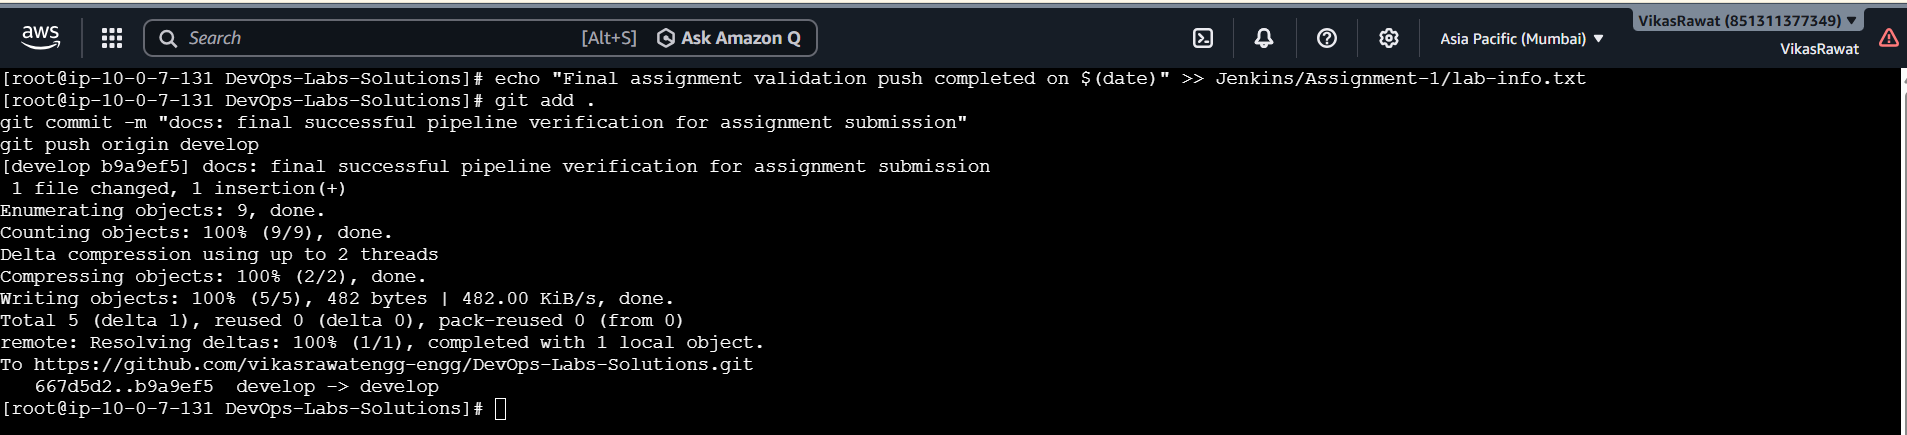 aws
Search [Alt+S] Ask Amazon Q
Asia Pacific (Mumbai) ▼
VikasRawat (851311377349) ▼
VikasRawat
[root@ip-10-0-7-131 DevOps-Labs-Solutions]# echo "Final assignment validation push completed on $(date)" >> Jenkins/Assignment-1/lab-info.txt
[root@ip-10-0-7-131 DevOps-Labs-Solutions]# git add .
git commit -m "docs: final successful pipeline verification for assignment submission"
git push origin develop
[develop b9a9ef5] docs: final successful pipeline verification for assignment submission
 1 file changed, 1 insertion(+)
Enumerating objects: 9, done.
Counting objects: 100% (9/9), done.
Delta compression using up to 2 threads
Compressing objects: 100% (2/2), done.
Writing objects: 100% (5/5), 482 bytes | 482.00 KiB/s, done.
Total 5 (delta 1), reused 0 (delta 0), pack-reused 0 (from 0)
remote: Resolving deltas: 100% (1/1), completed with 1 local object.
To https://github.com/vikasrawatengg-engg/DevOps-Labs-Solutions.git
   667d5d2..b9a9ef5  develop -> develop
[root@ip-10-0-7-131 DevOps-Labs-Solutions]#